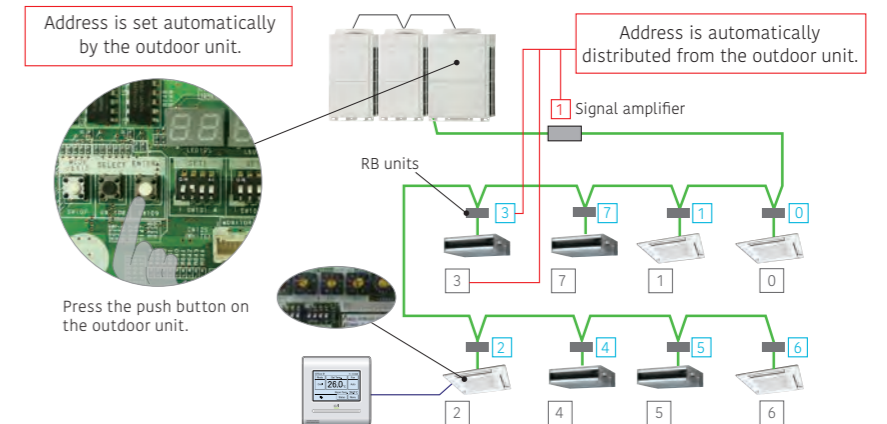 Address is set automatically
by the outdoor unit.
Address is automatically
distributed from the outdoor unit.
1 Signal amplifier
RB units
SELECT ENTER
3
7
1
0
3
7
1
0
Press the push button on
the outdoor unit.
2
4
5
6
26.0
2
4
5
6